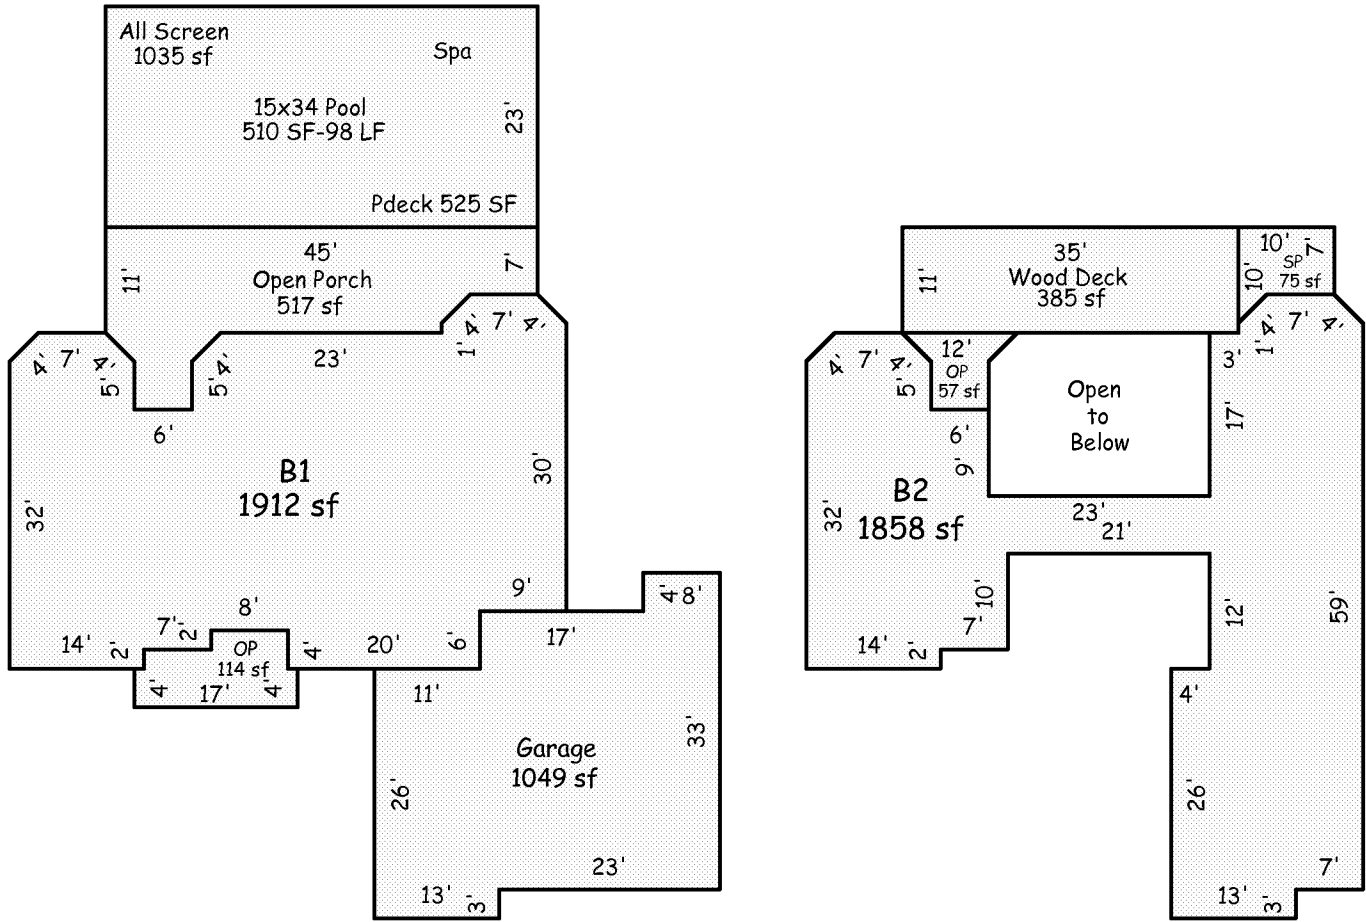 All Screen
1035 sf
Spa
15x34 Pool
510 SF-98 LF
23'
Pdeck 525 SF
45'
Open Porch
517 sf
11'
7'
4'
7'
4'
5'
5'
4'
23'
1'
4'
7'
4'
6'
B1
1912 sf
32'
30'
14'
2'
7'
2'
8'
OP
114 sf
4'
20'
6'
9'
4'
17'
4'
17'
4'
8'
11'
33'
Garage
1049 sf
26'
23'
13'
3'
35'
Wood Deck
385 sf
11'
10'
SP
75 sf
7'
10'
4'
7'
4'
5'
12'
OP
57 sf
6'
9'
Open
to
Below
3'
1'
4'
7'
4'
17'
B2
1858 sf
32'
23'
21'
14'
2'
7'
10'
12'
59'
4'
26'
7'
13'
3'